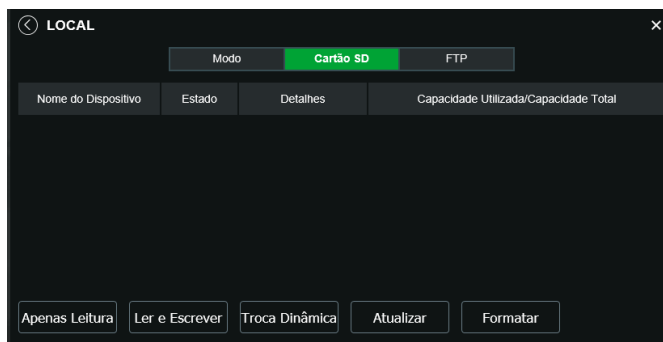 LOCAL
Modo Cartão SD FTP
Nome do Dispositivo Estado Detalhes Capacidade Utilizada/Capacidade Total
Apenas Leitura Ler e Escrever Troca Dinâmica Atualizar Formatar